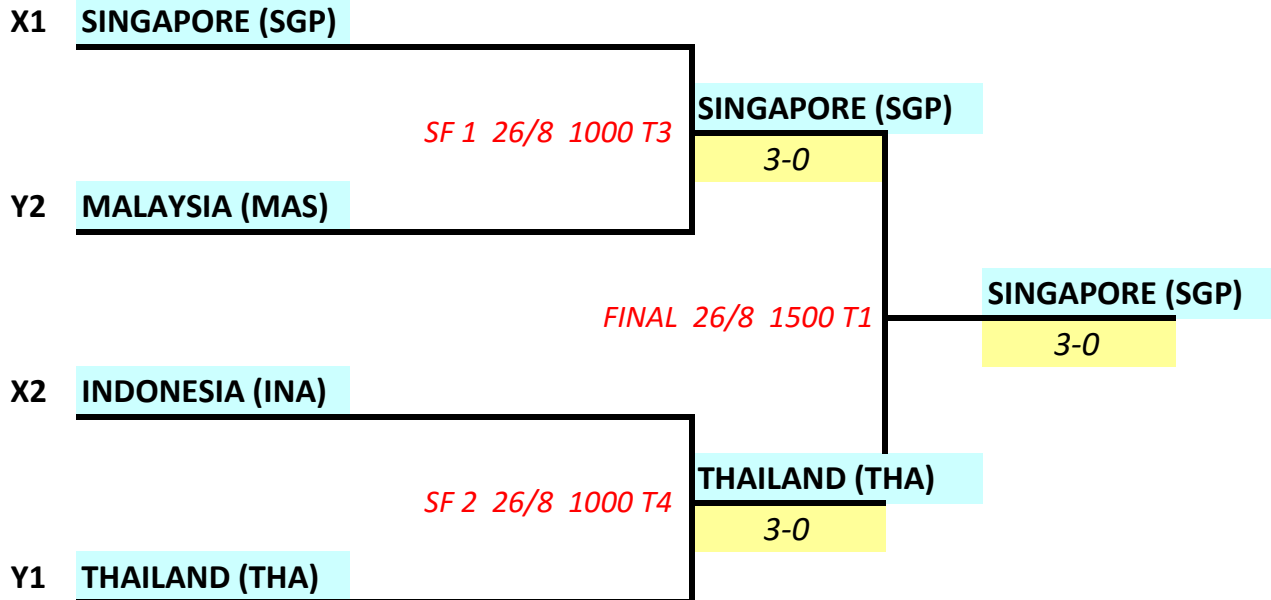 X1 SINGAPORE (SGP)
SF 1 26/8 1000 T3
SINGAPORE (SGP)
3-0
Y2 MALAYSIA (MAS)
FINAL 26/8 1500 T1
SINGAPORE (SGP)
3-0
X2 INDONESIA (INA)
SF 2 26/8 1000 T4
THAILAND (THA)
3-0
Y1 THAILAND (THA)